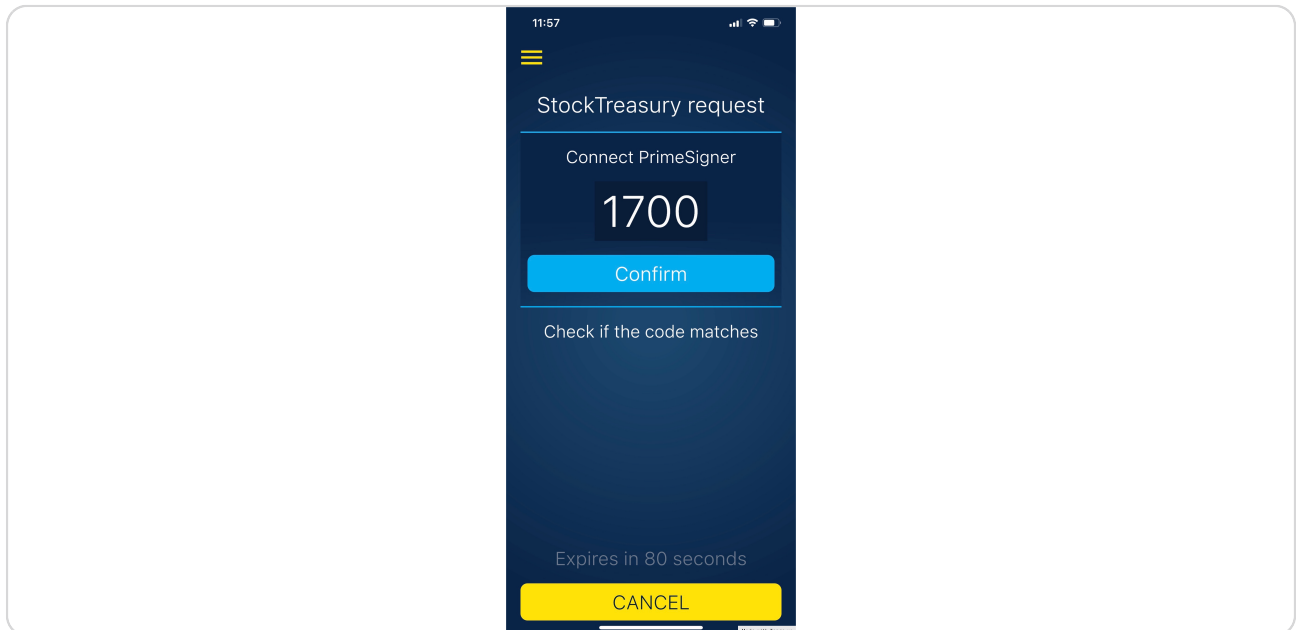 11:57
StockTreasury request
Connect PrimeSigner
1700
Confirm
Check if the code matches
Expires in 80 seconds
CANCEL